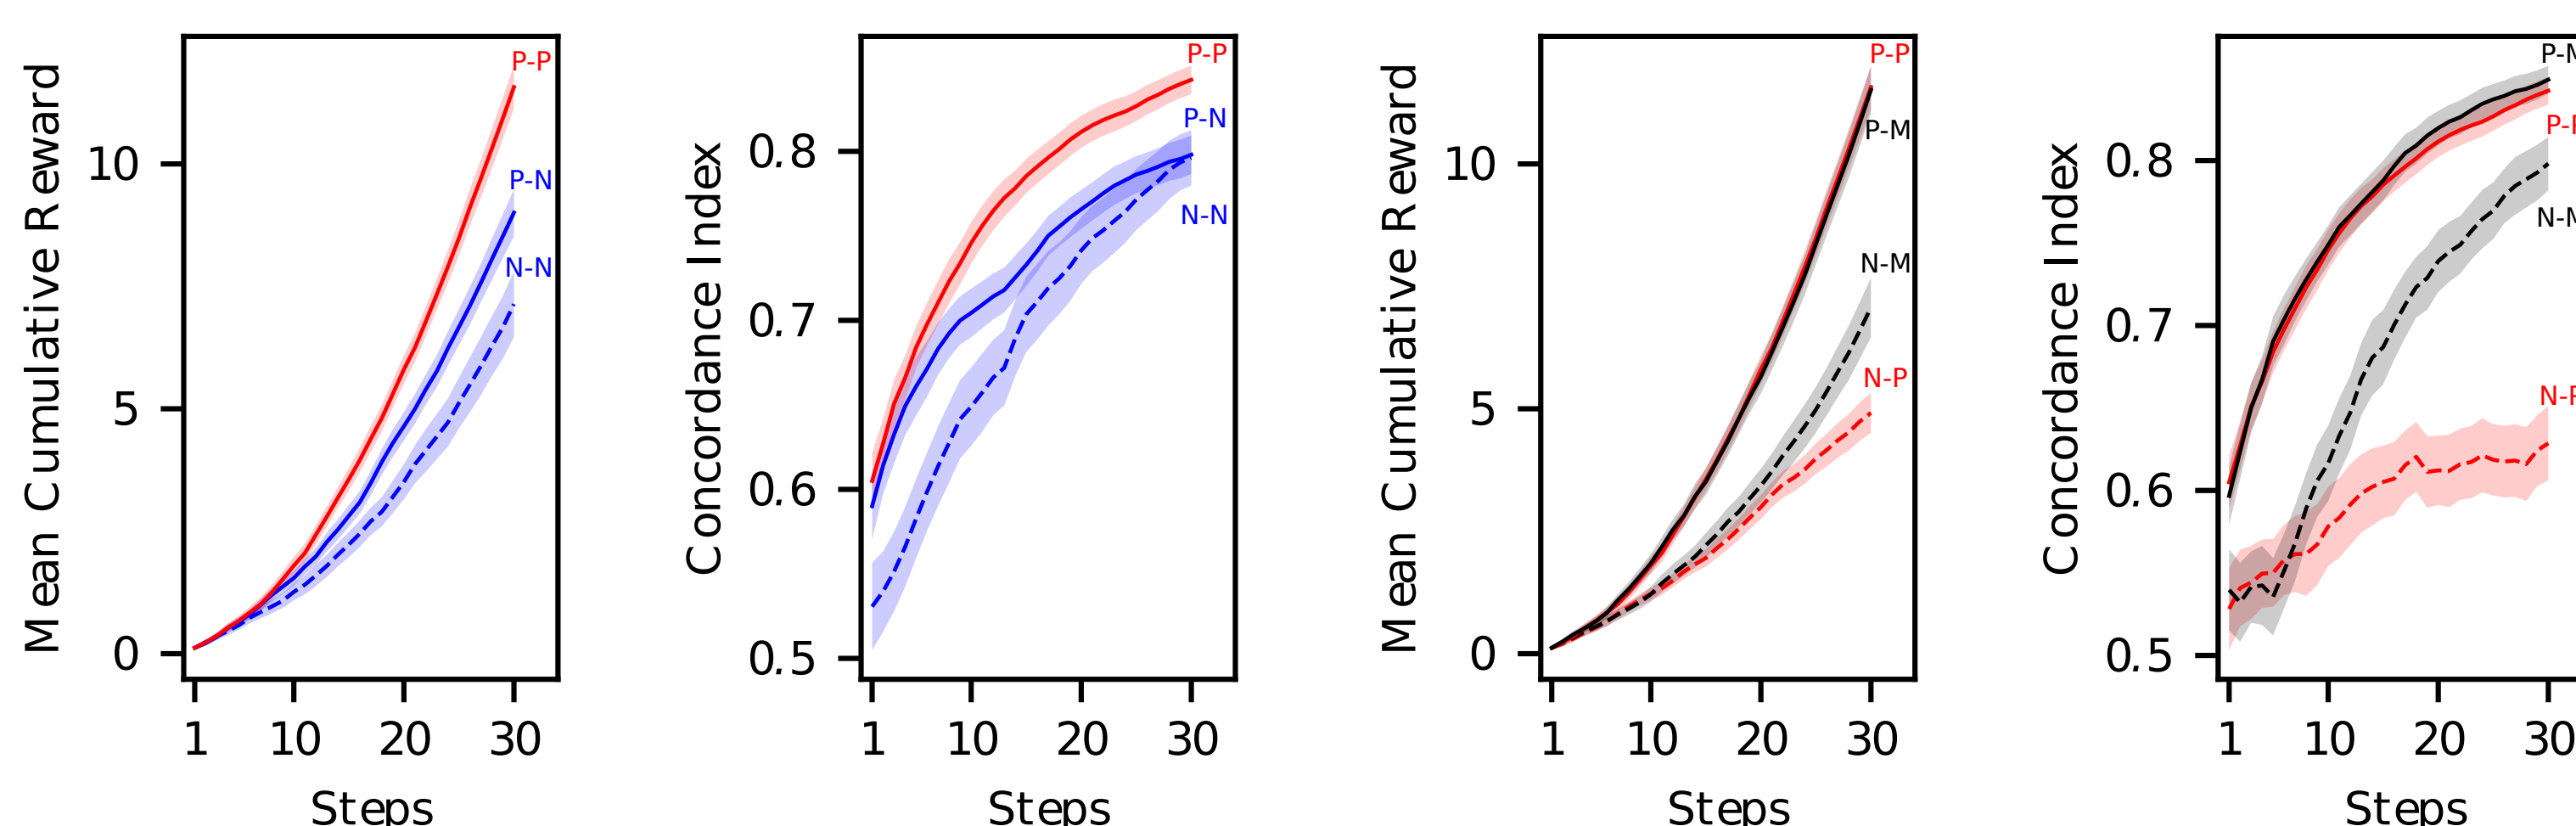 Mean Cumulative Reward
10
5
0
P-P
P-N
N-N
1 10 20 30
Steps
Concordance Index
0.8
0.7
0.6
0.5
P-P
P-N
N-N
1 10 20 30
Steps
Mean Cumulative Reward
10
5
0
P-P
P-M
N-M
N-P
1 10 20 30
Steps
Concordance Index
0.8
0.7
0.6
0.5
P-M
P-P
N-M
N-P
1 10 20 30
Steps